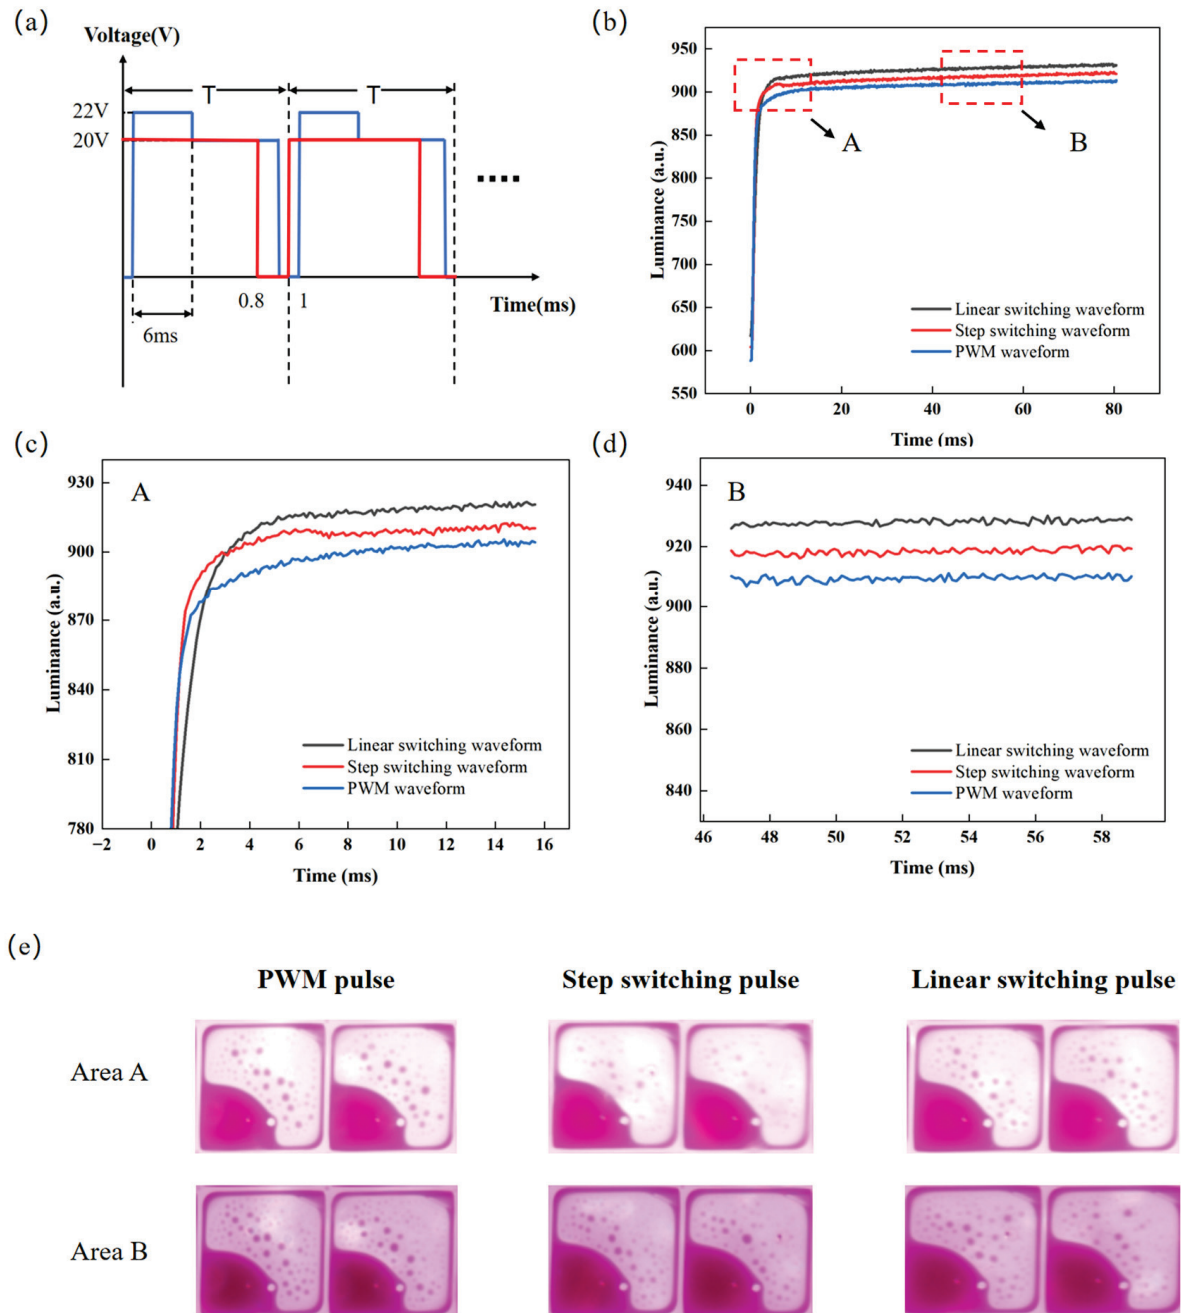 (a)
Voltage(V)
T
T
22V
20V
0.8
1
Time(ms)
6ms
(b)
950
900
850
800
750
700
650
600
550
Luminance (a.u.)
A
B
Linear switching waveform
Step switching waveform
PWM waveform
0
20
40
60
80
Time (ms)
(c)
930
900
870
840
810
780
Luminance (a.u.)
A
Linear switching waveform
Step switching waveform
PWM waveform
−2
0
2
4
6
8
10
12
14
16
Time (ms)
(d)
940
920
900
880
860
840
Luminance (a.u.)
B
Linear switching waveform
Step switching waveform
PWM waveform
46
48
50
52
54
56
58
Time (ms)
(e)
PWM pulse
Step switching pulse
Linear switching pulse
Area A
Area B